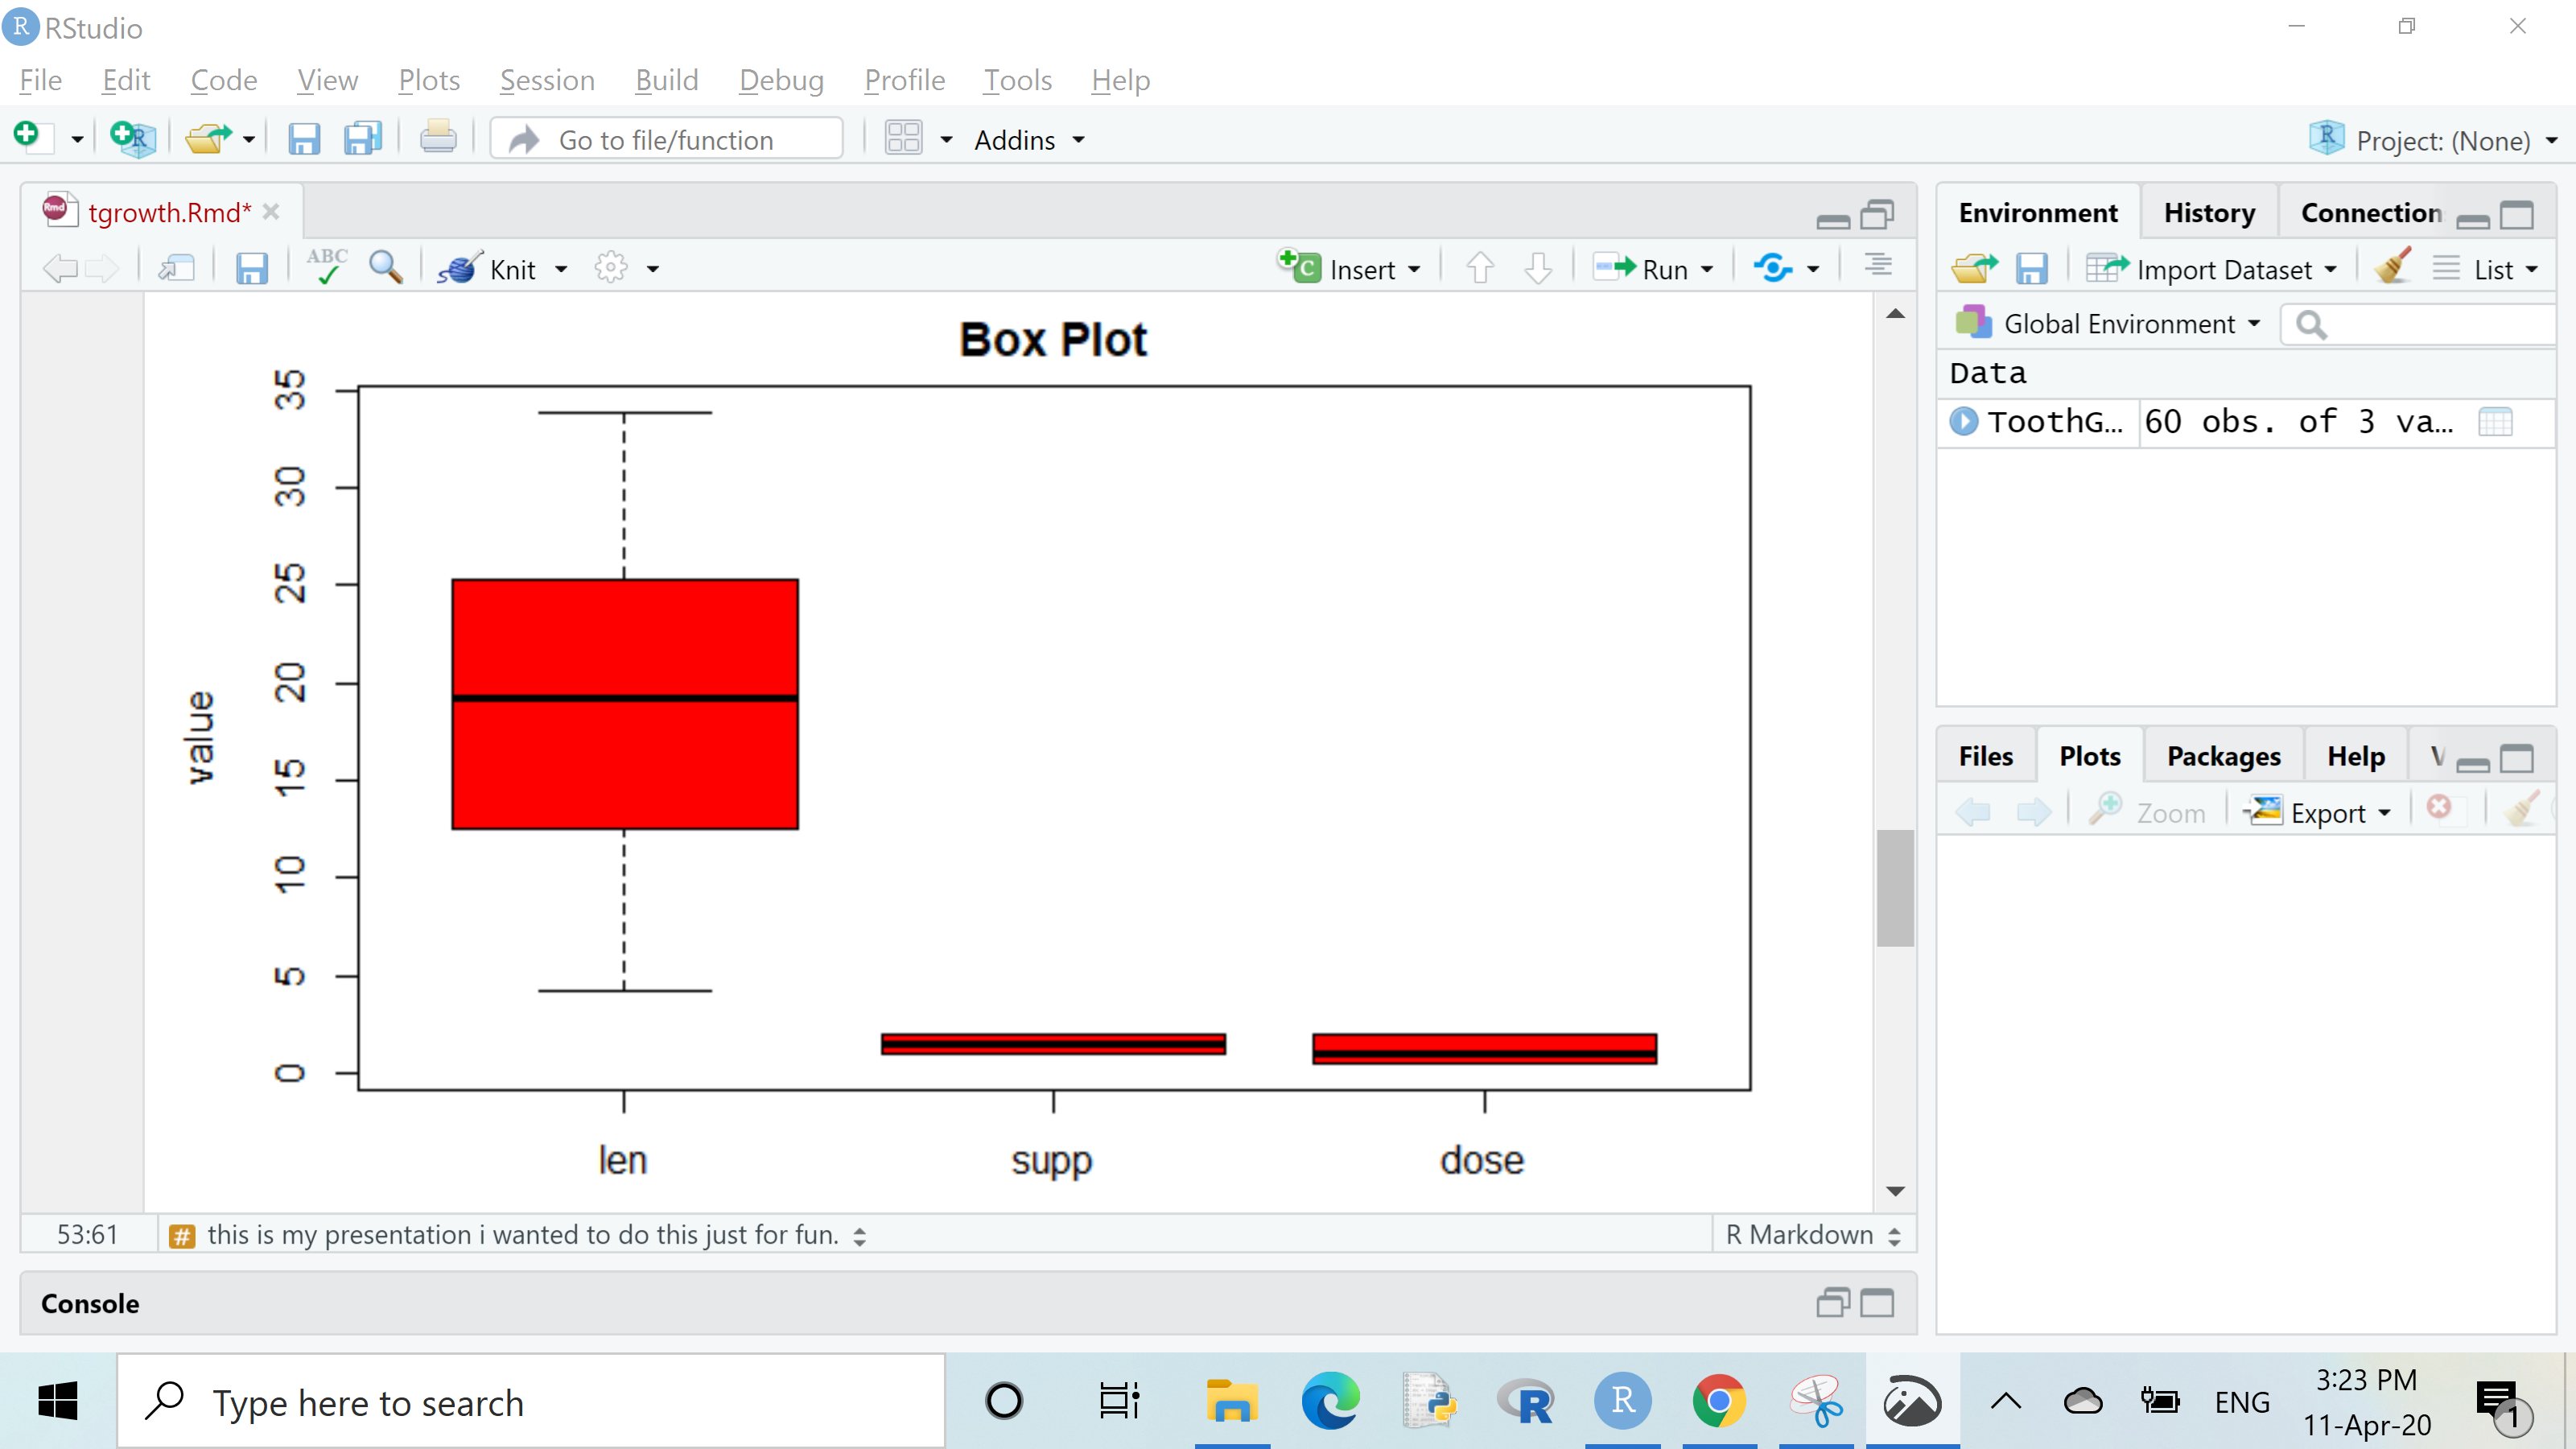 RStudio
File Edit Code View Plots Session Build Debug Profile Tools Help
Go to file/function Addins Project: (None)
tgrowth.Rmd*
ABC Knit Insert Run
Box Plot
35
30
25
20
15
10
5
0
value
len supp dose
53:61 # this is my presentation i wanted to do this just for fun. R Markdown
Console
Environment History Connection
Import Dataset List
Global Environment
Data
ToothG... 60 obs. of 3 va...
Files Plots Packages Help V
Zoom Export
Type here to search
ENG
3:23 PM
11-Apr-20
1